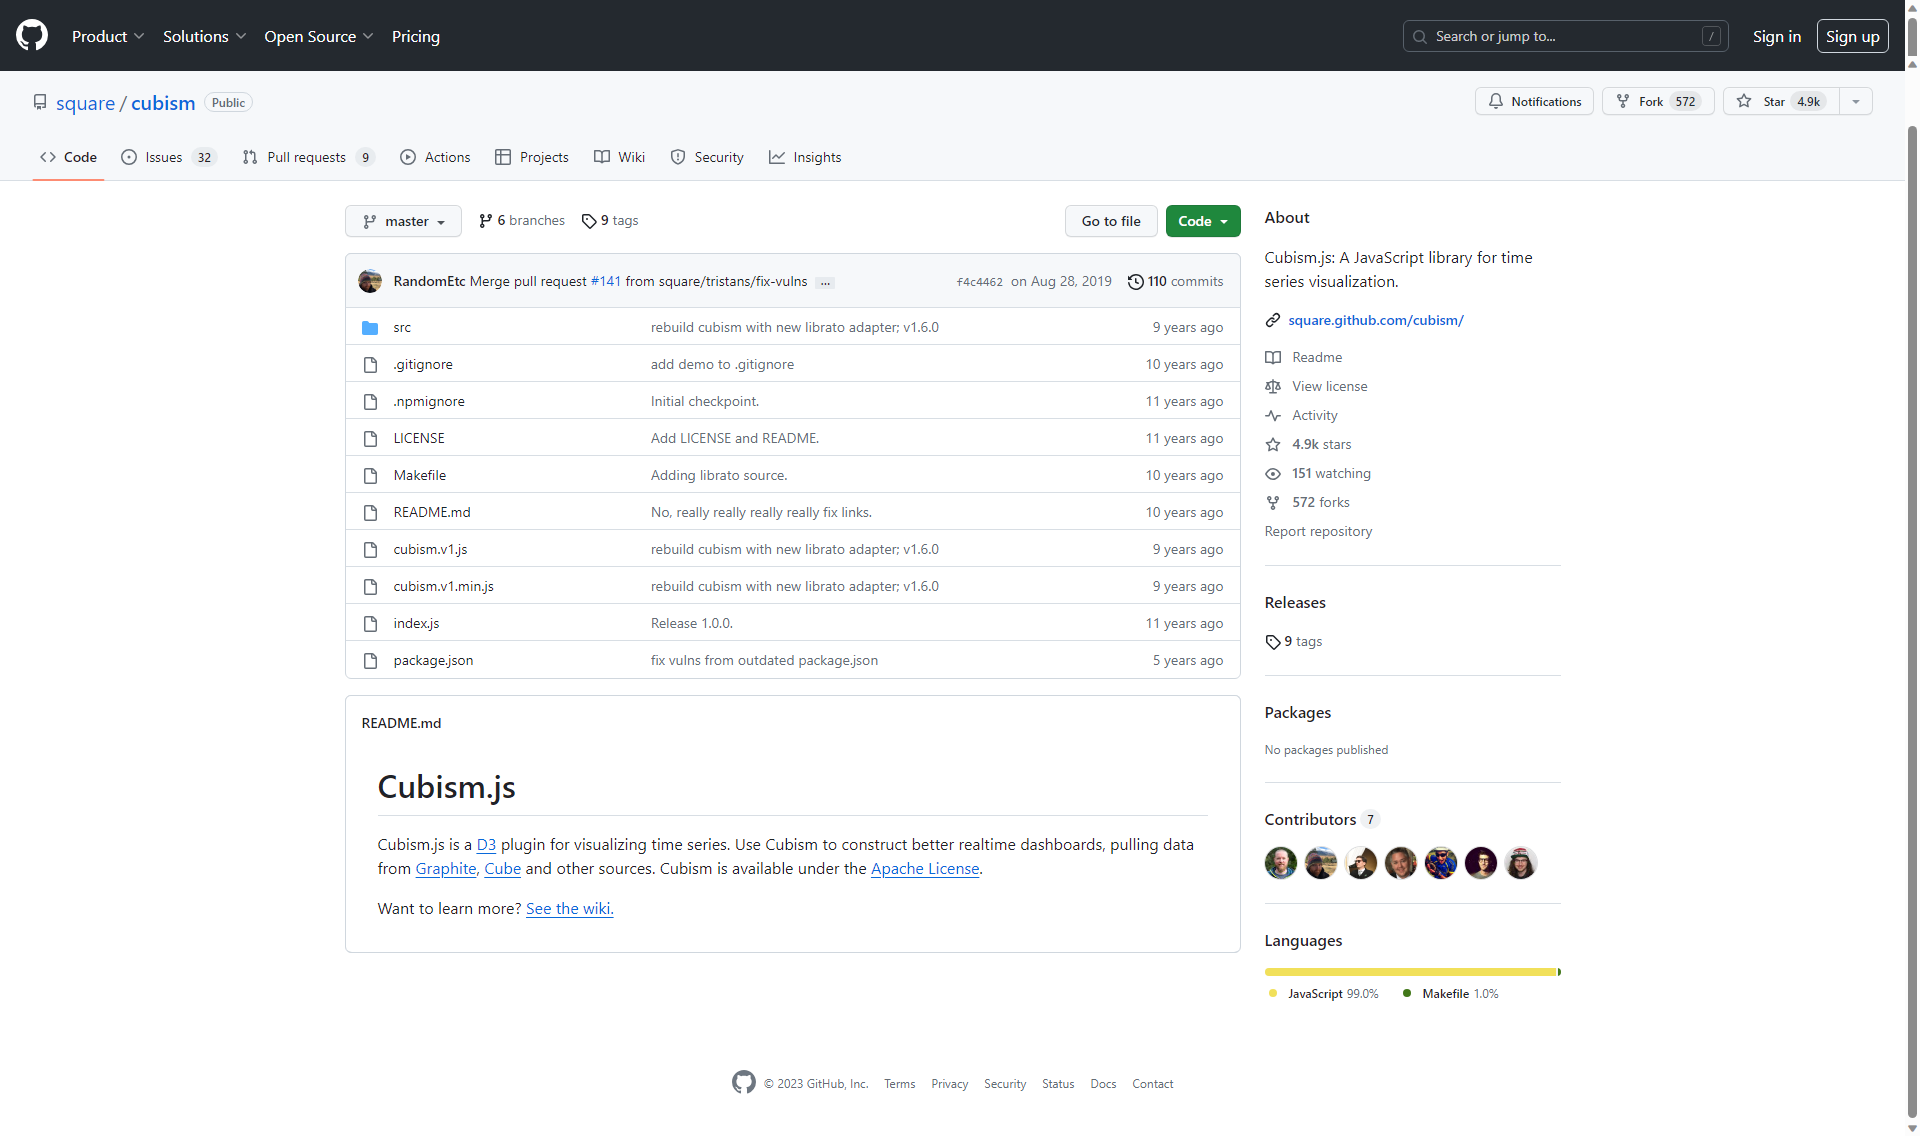 Product Solutions Open Source Pricing Search or jump to... / Sign in Sign up
square / cubism Public Notifications Fork 572 Star 4.9k
Code Issues 32 Pull requests 9 Actions Projects Wiki Security Insights
master 6 branches 9 tags Go to file Code
RandomEtc Merge pull request #141 from square/tristans/fix-vulns ... f4c4462 on Aug 28, 2019 110 commits
src rebuild cubism with new librato adapter; v1.6.0 9 years ago
.gitignore add demo to .gitignore 10 years ago
.npmignore Initial checkpoint. 11 years ago
LICENSE Add LICENSE and README. 11 years ago
Makefile Adding librato source. 10 years ago
README.md No, really really really really fix links. 10 years ago
cubism.v1.js rebuild cubism with new librato adapter; v1.6.0 9 years ago
cubism.v1.min.js rebuild cubism with new librato adapter; v1.6.0 9 years ago
index.js Release 1.0.0. 11 years ago
package.json fix vulns from outdated package.json 5 years ago
README.md
Cubism.js
Cubism.js is a D3 plugin for visualizing time series. Use Cubism to construct better realtime dashboards, pulling data
from Graphite, Cube and other sources. Cubism is available under the Apache License.
Want to learn more? See the wiki.
About
Cubism.js: A JavaScript library for time
series visualization.
square.github.com/cubism/
Readme
View license
Activity
4.9k stars
151 watching
572 forks
Report repository
Releases
9 tags
Packages
No packages published
Contributors 7
Languages
JavaScript 99.0% Makefile 1.0%
© 2023 GitHub, Inc. Terms Privacy Security Status Docs Contact